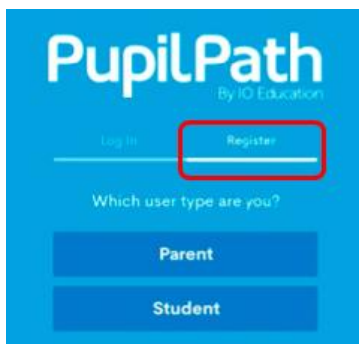 PupilPath
By IO Education
Log In Register
Which user type are you?
Parent
Student